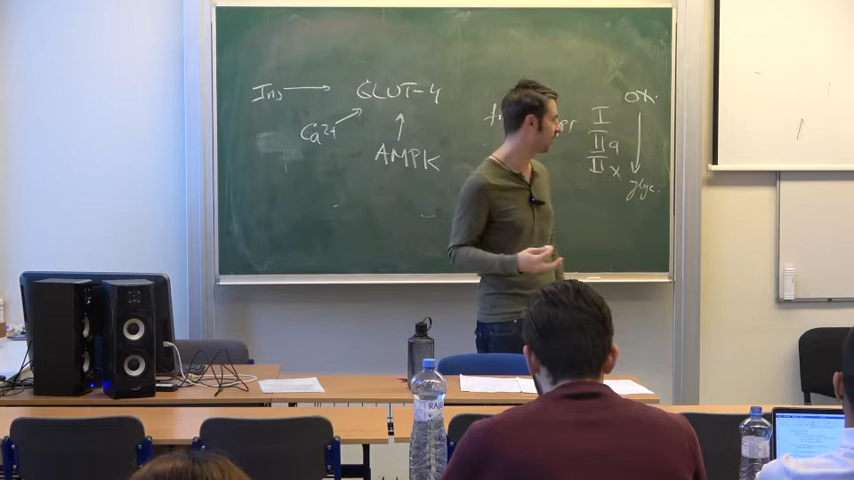 Ins → GLUT-4
Ca2+
AMPK
I
IIa
IIx
ox.
glyc.